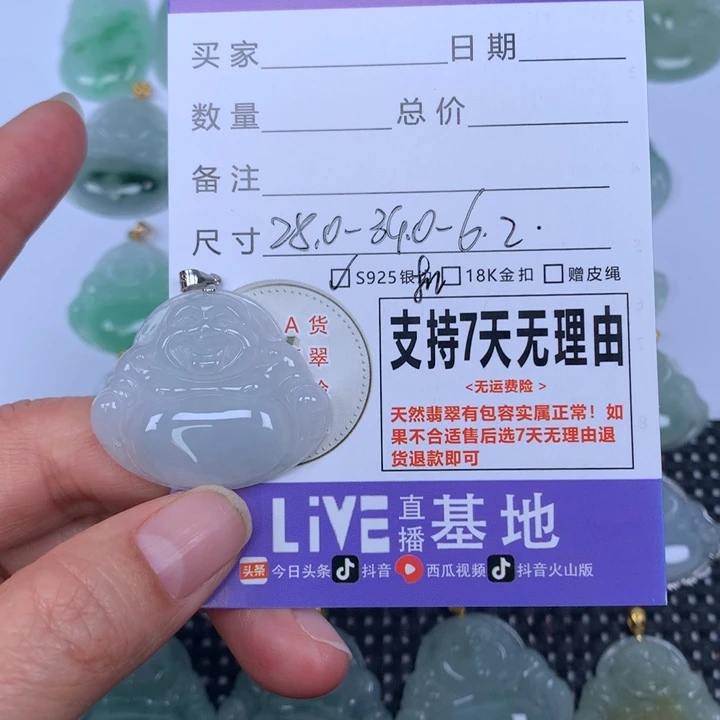 买家 日期
数量 总价
备注
尺寸 28.0-34.0-6.2.
S925银扣 18K金扣 赠皮绳
扣
A货
翠
支持7天无理由
<无运费险 >
天然翡翠有包容实属正常！如
果不合适售后选7天无理由退
货退款即可
LiVE 直播 基地
头条 今日头条 抖音 西瓜视频 抖音火山版